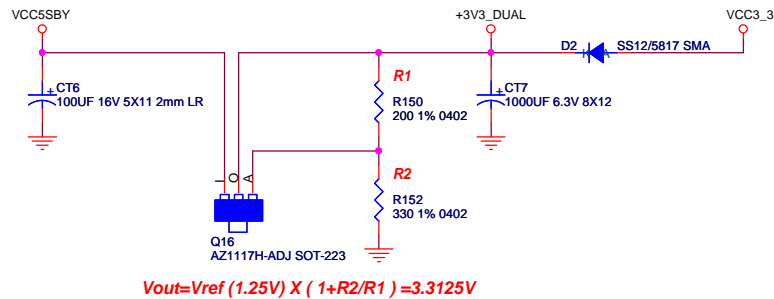 VCC5SBY
+3V3_DUAL
VCC3_3
D2
SS12/5817 SMA
K A
CT6
100UF 16V 5X11 2mm LR
R1
R150
200 1% 0402
CT7
1000UF 6.3V 8X12
R2
R152
330 1% 0402
I O A
Q16
AZ1117H-ADJ SOT-223
Vout=Vref (1.25V) X ( 1+R2/R1 ) =3.3125V